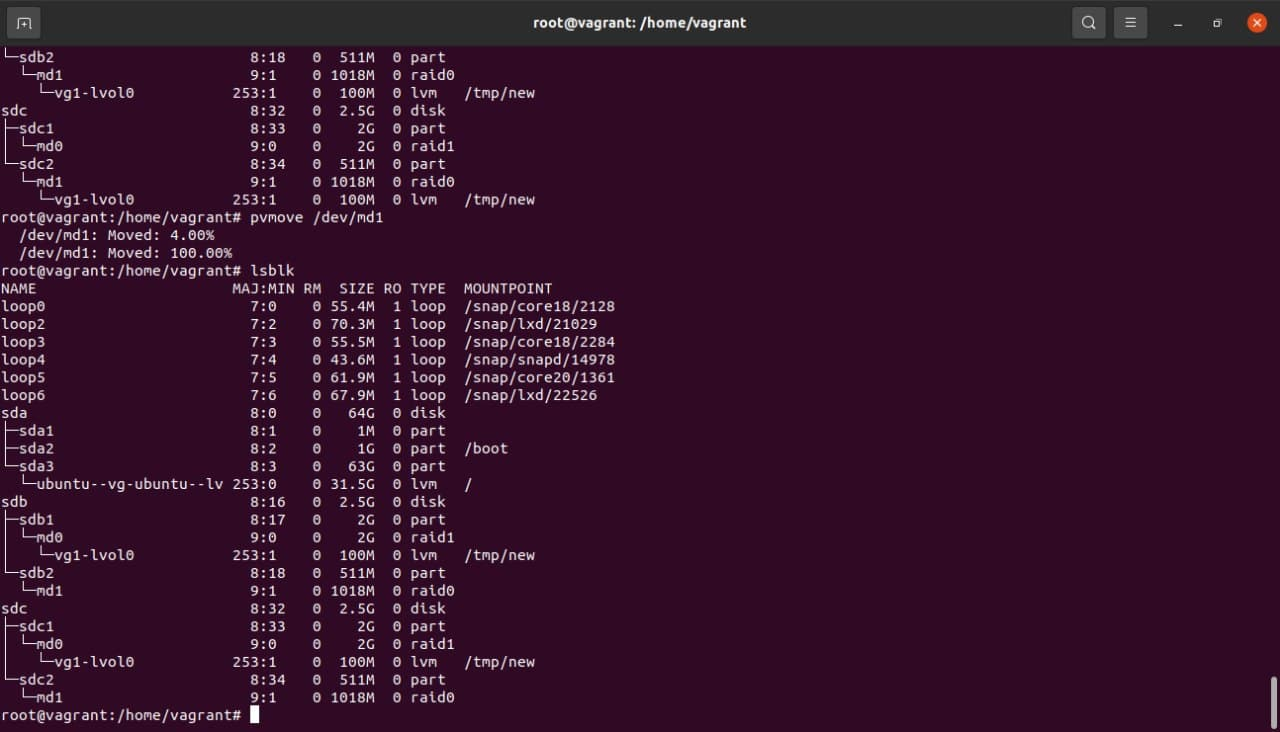 root@vagrant: /home/vagrant
└─sdb2                      8:18   0  511M  0 part
  └─md1                     9:1    0 1018M  0 raid0
    └─vg1-lvol0           253:1    0  100M  0 lvm   /tmp/new
sdc                         8:32   0  2.5G  0 disk
├─sdc1                      8:33   0    2G  0 part
│ └─md0                     9:0    0    2G  0 raid1
└─sdc2                      8:34   0  511M  0 part
  └─md1                     9:1    0 1018M  0 raid0
    └─vg1-lvol0           253:1    0  100M  0 lvm   /tmp/new
root@vagrant:/home/vagrant# pvmove /dev/md1
  /dev/md1: Moved: 4.00%
  /dev/md1: Moved: 100.00%
root@vagrant:/home/vagrant# lsblk
NAME                      MAJ:MIN RM  SIZE RO TYPE  MOUNTPOINT
loop0                       7:0    0 55.4M  1 loop  /snap/core18/2128
loop2                       7:2    0 70.3M  1 loop  /snap/lxd/21029
loop3                       7:3    0 55.5M  1 loop  /snap/core18/2284
loop4                       7:4    0 43.6M  1 loop  /snap/snapd/14978
loop5                       7:5    0 61.9M  1 loop  /snap/core20/1361
loop6                       7:6    0 67.9M  1 loop  /snap/lxd/22526
sda                         8:0    0   64G  0 disk
├─sda1                      8:1    0    1M  0 part
├─sda2                      8:2    0    1G  0 part  /boot
└─sda3                      8:3    0   63G  0 part
  └─ubuntu--vg-ubuntu--lv 253:0    0 31.5G  0 lvm   /
sdb                         8:16   0  2.5G  0 disk
├─sdb1                      8:17   0    2G  0 part
│ └─md0                     9:0    0    2G  0 raid1
│   └─vg1-lvol0           253:1    0  100M  0 lvm   /tmp/new
└─sdb2                      8:18   0  511M  0 part
  └─md1                     9:1    0 1018M  0 raid0
sdc                         8:32   0  2.5G  0 disk
├─sdc1                      8:33   0    2G  0 part
│ └─md0                     9:0    0    2G  0 raid1
│   └─vg1-lvol0           253:1    0  100M  0 lvm   /tmp/new
└─sdc2                      8:34   0  511M  0 part
  └─md1                     9:1    0 1018M  0 raid0
root@vagrant:/home/vagrant#